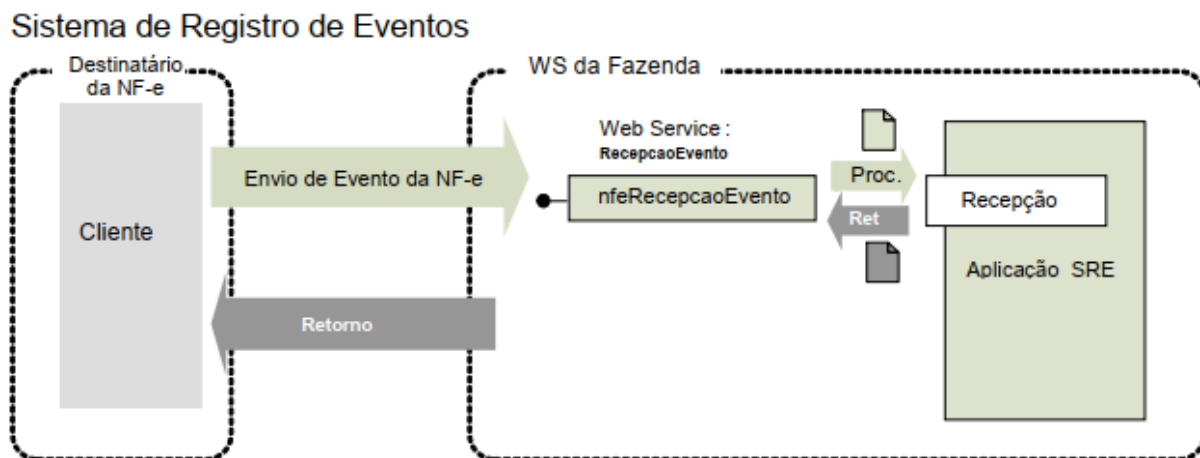 Sistema de Registro de Eventos
Destinatário
da NF-e
WS da Fazenda
Cliente
Envio de Evento da NF-e
Retorno
Web Service :
RecepcaoEvento
nfeRecepcaoEvento
Proc.
Ret
Recepção
Aplicação SRE